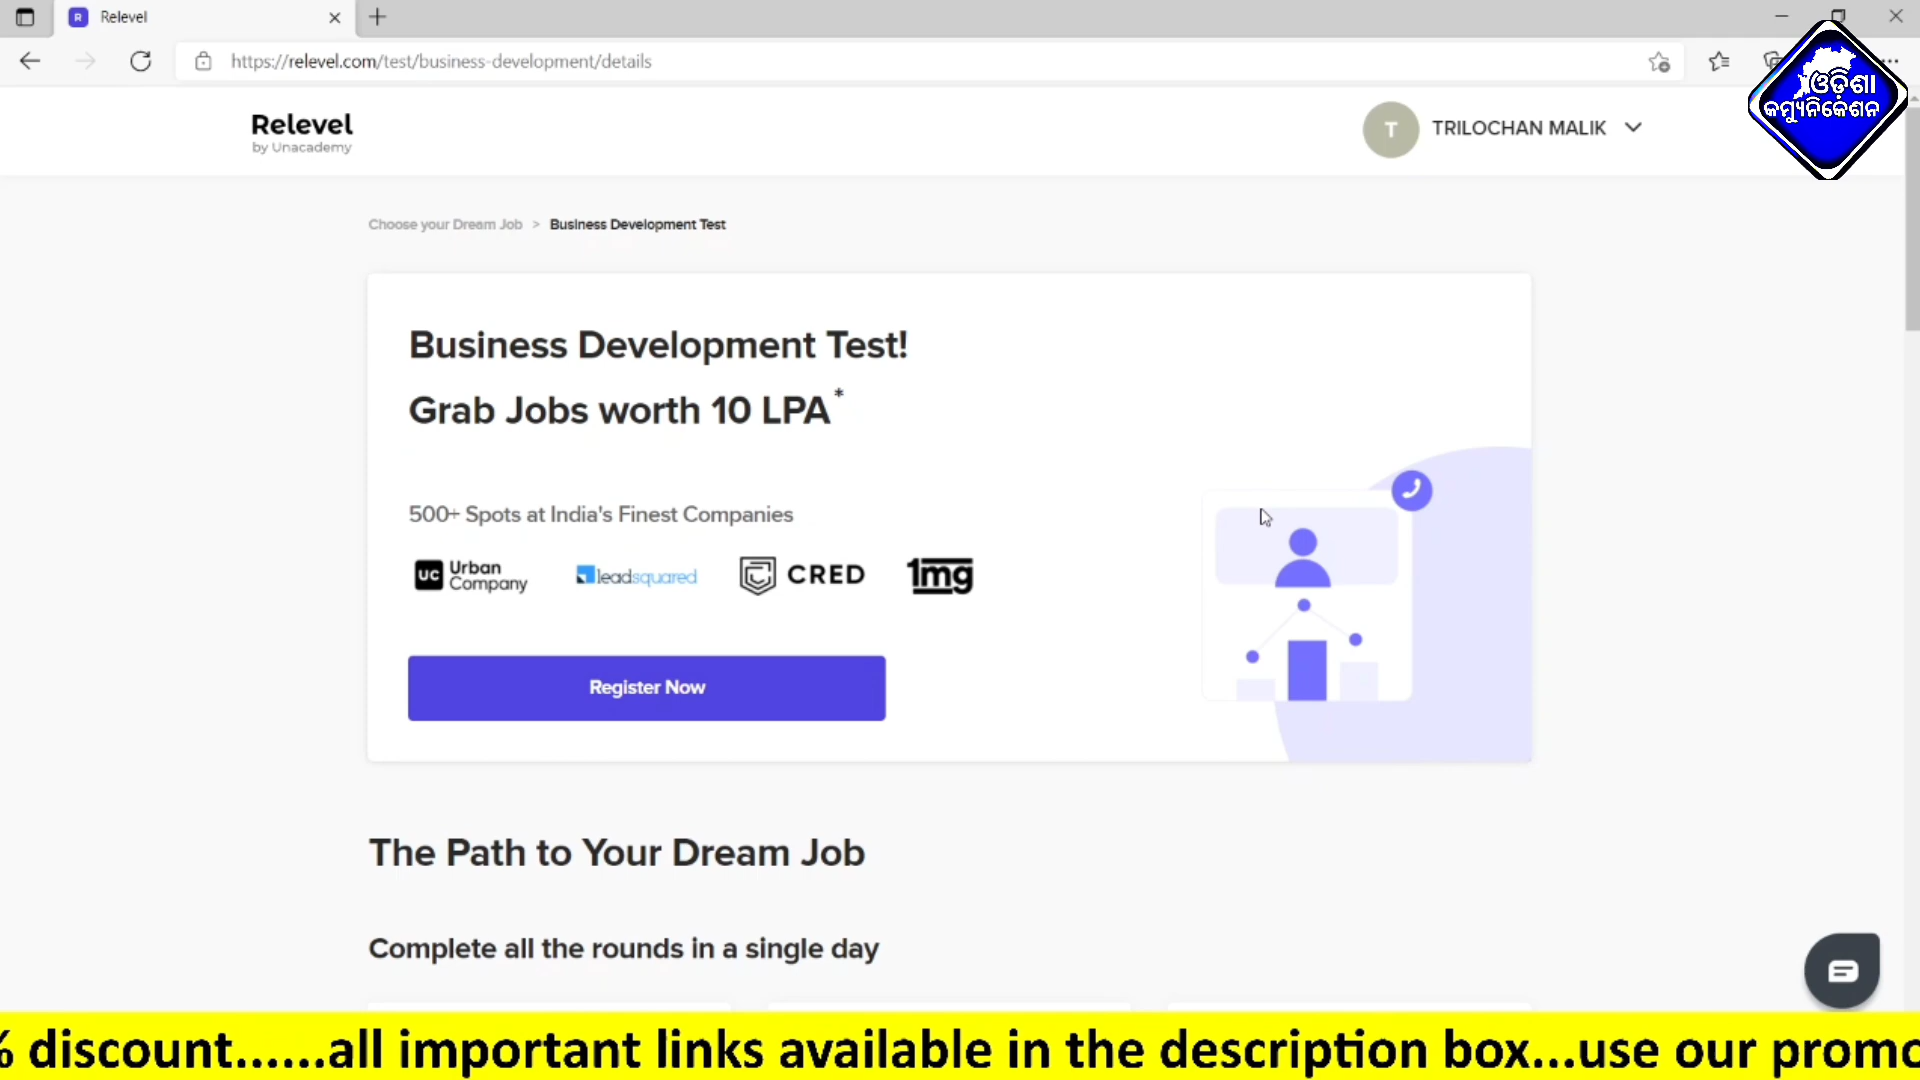 Relevel
https://relevel.com/test/business-development/details
ଓଡ଼ିଶା
କମ୍ୟୁନିକେଶନ
Relevel
by Unacademy
T
TRILOCHAN MALIK
Choose your Dream Job > Business Development Test
Business Development Test!
Grab Jobs worth 10 LPA*
500+ Spots at India's Finest Companies
UC Urban Company
leadsquared
CRED
1mg
Register Now
The Path to Your Dream Job
Complete all the rounds in a single day
% discount......all important links available in the description box...use our promo